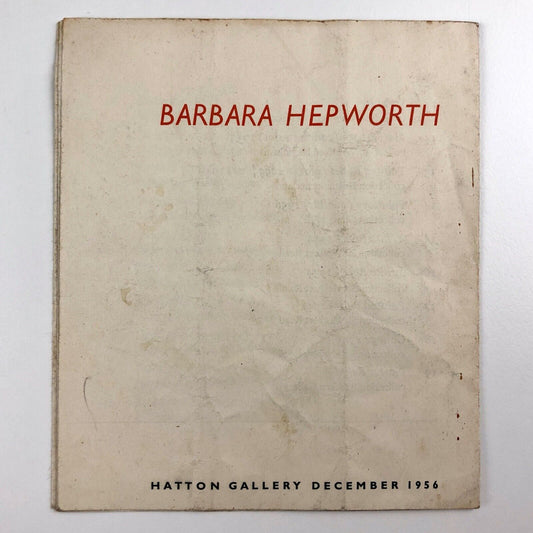 BARBARA HEPWORTH
HATTON GALLERY DECEMBER 1956